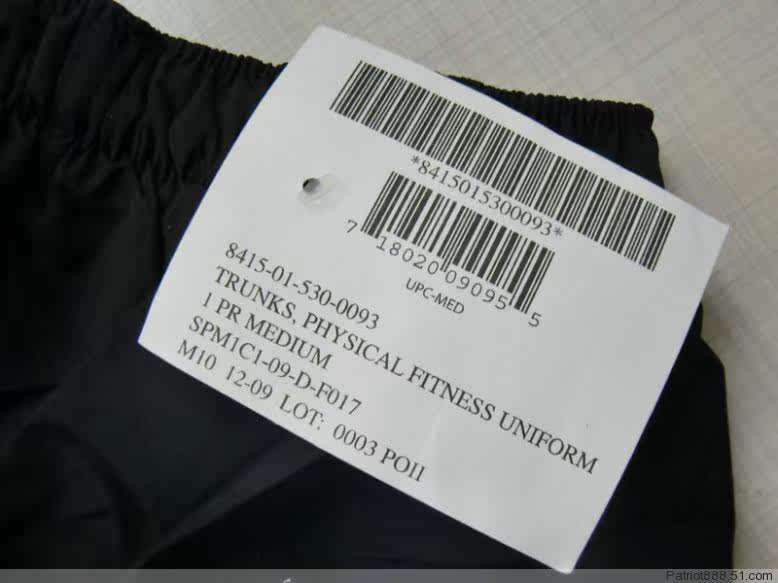 *8415015300093*
7 18020 09095 5
UPC-MED
8415-01-530-0093
TRUNKS, PHYSICAL FITNESS UNIFORM
1 PR MEDIUM
SPM1C1-09-D-F017
M10 12-09 LOT: 0003 POII
Patriot888.51.com